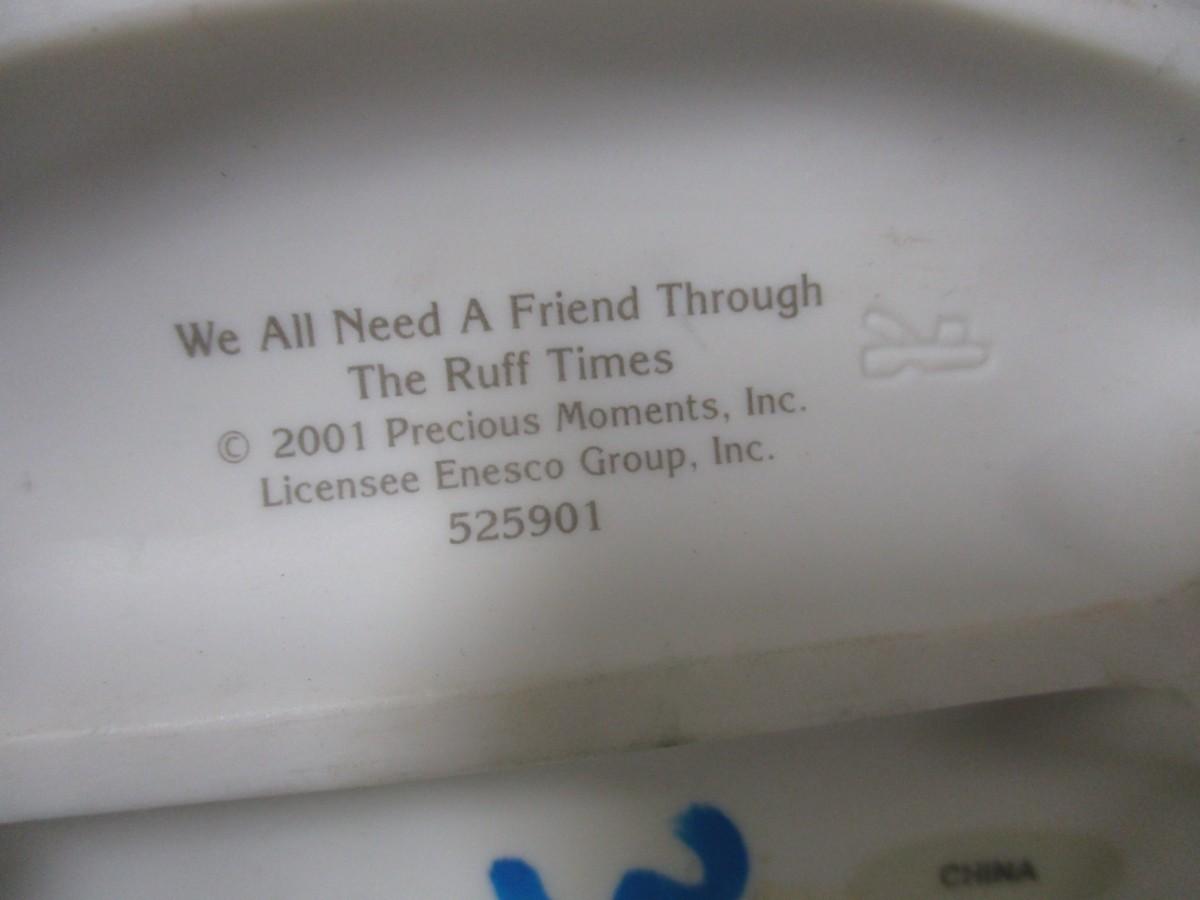 We All Need A Friend Through
The Ruff Times
© 2001 Precious Moments, Inc.
Licensee Enesco Group, Inc.
525901
CHINA